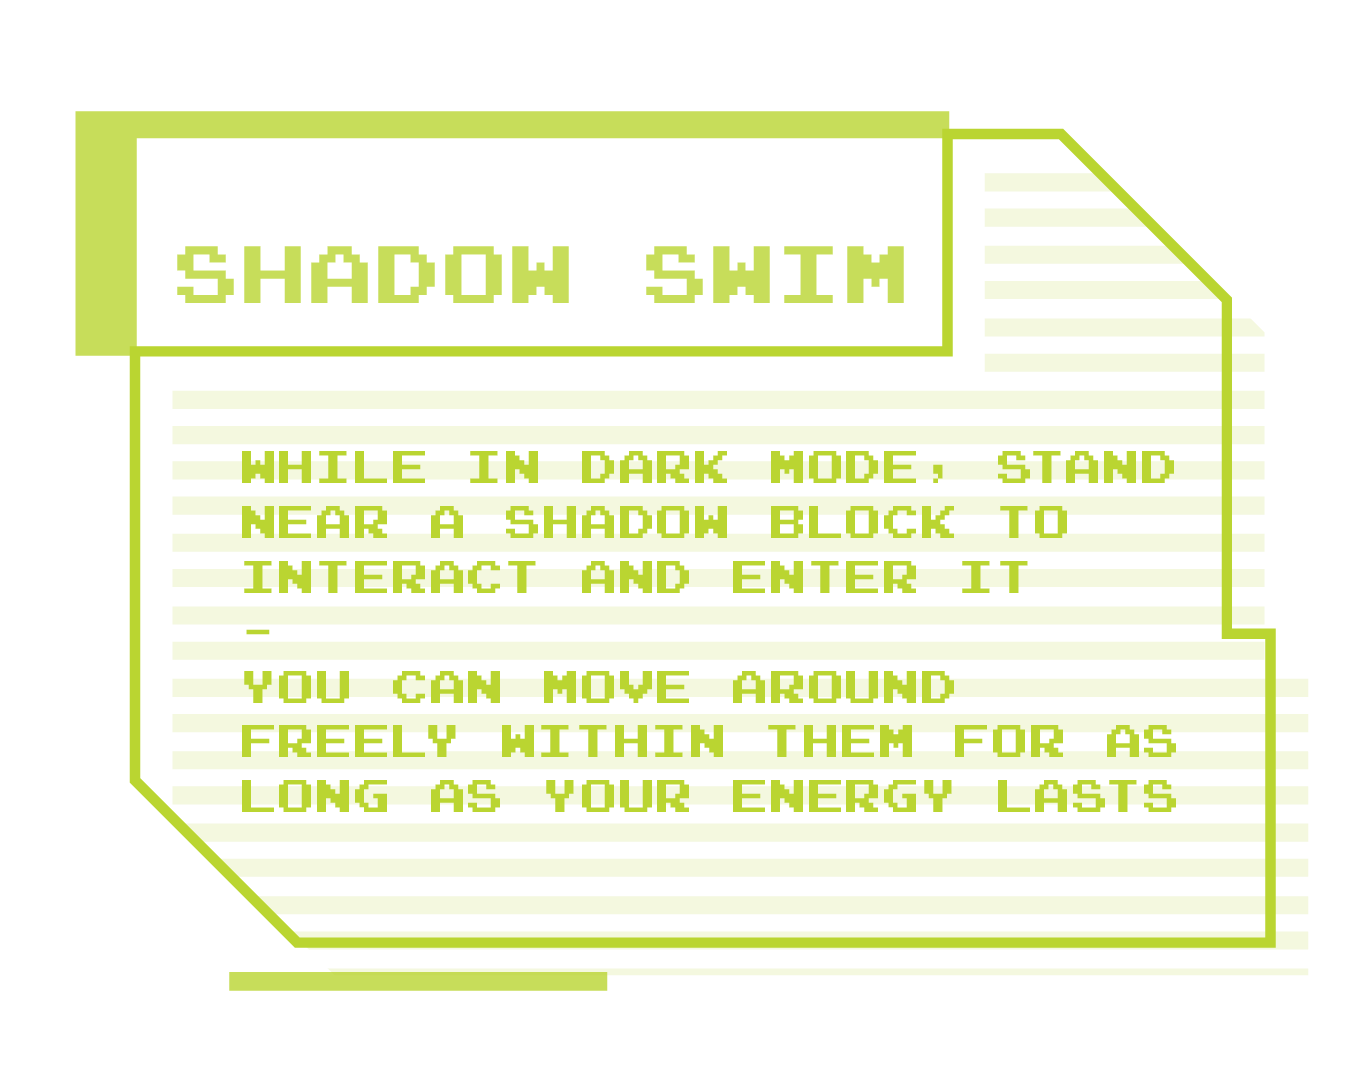 SHADOW SWIM
WHILE IN DARK MODE, STAND
NEAR A SHADOW BLOCK TO
INTERACT AND ENTER IT
-
YOU CAN MOVE AROUND
FREELY WITHIN THEM FOR AS
LONG AS YOUR ENERGY LASTS